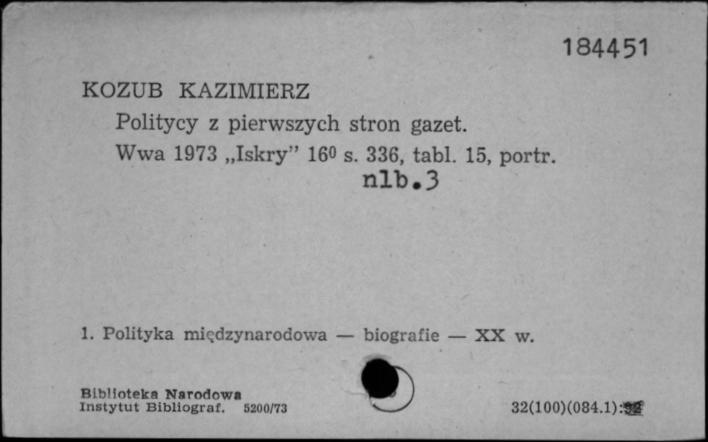 184451
KOZUB KAZIMIERZ
Politycy z pierwszych stron gazet.
Wwa 1973 „Iskry” 16⁰ s. 336, tabl. 15, portr.
nlb.3
1. Polityka międzynarodowa — biografie — XX w.
Biblioteka Narodowa
Instytut Bibliograf. 5200/73
32(100)(084.1):